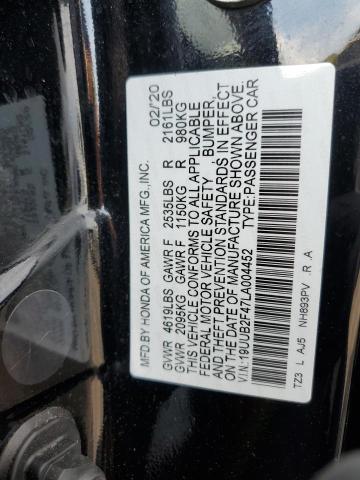 MFD BY HONDA OF AMERICA MFG.,INC. 02/'20
GVWR 4619LBS GAWR F 2535LBS R 2161LBS
GVWR 2095KG GAWR F 1150KG R 980KG
THIS VEHICLE CONFORMS TO ALL APPLICABLE
FEDERAL MOTOR VEHICLE SAFETY, BUMPER,
AND THEFT PREVENTION STANDARDS IN EFFECT
ON THE DATE OF MANUFACTURE SHOWN ABOVE.
V.I.N:19UUB2F47LA004452 TYPE:PASSENGER CAR
TZ3 L AJ5 NH893PV .R .A